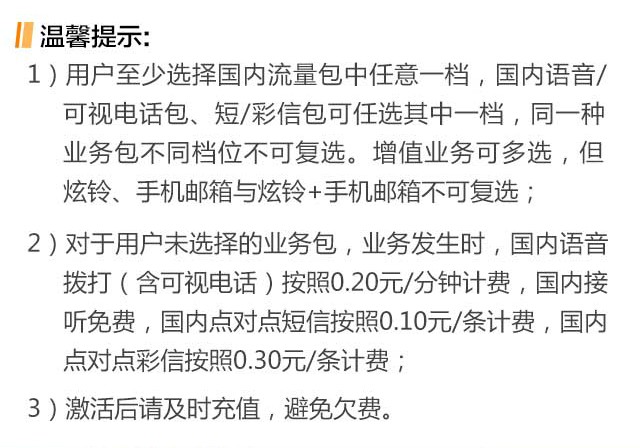 温馨提示:
1）用户至少选择国内流量包中任意一档，国内语音/
可视电话包、短/彩信包可任选其中一档，同一种
业务包不同档位不可复选。增值业务可多选，但
炫铃、手机邮箱与炫铃+手机邮箱不可复选；
2）对于用户未选择的业务包，业务发生时，国内语音
拨打（含可视电话）按照0.20元/分钟计费，国内接
听免费，国内点对点短信按照0.10元/条计费，国内
点对点彩信按照0.30元/条计费；
3）激活后请及时充值，避免欠费。